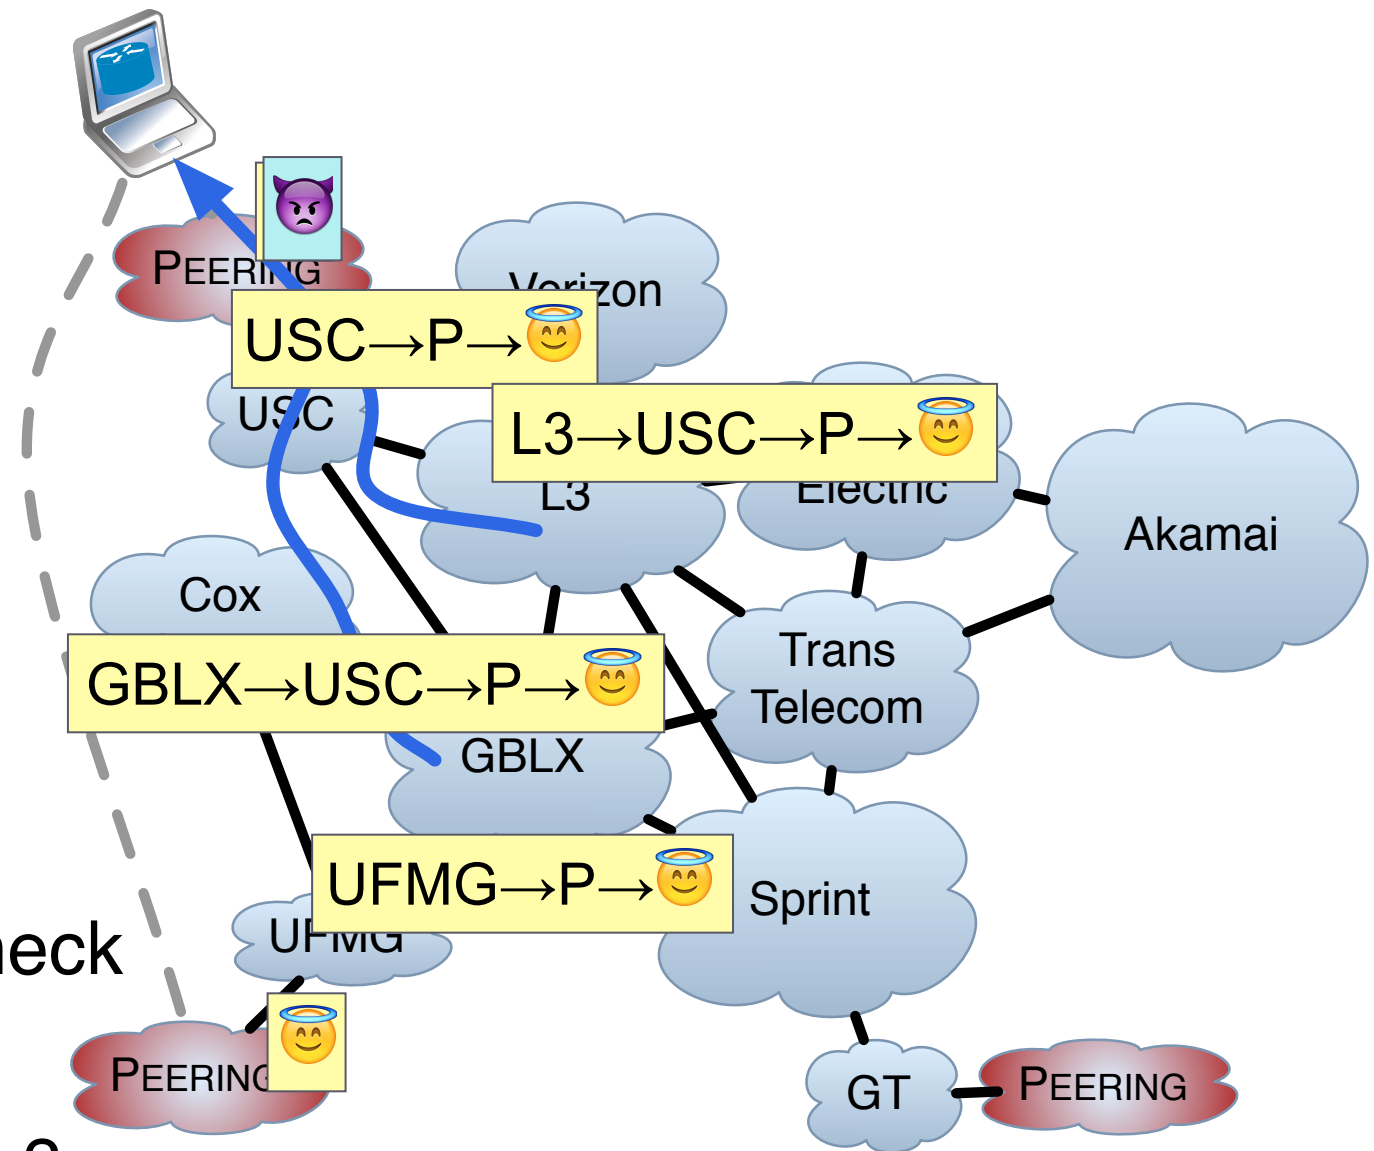 PEERING
Verizon
USC→P→😇
USC
L3→USC→P→😇
L3
Electric
Akamai
Cox
Trans
Telecom
GBLX→USC→P→😇
GBLX
UFMG→P→😇
Sprint
UFMG
PEERING
GT
PEERING